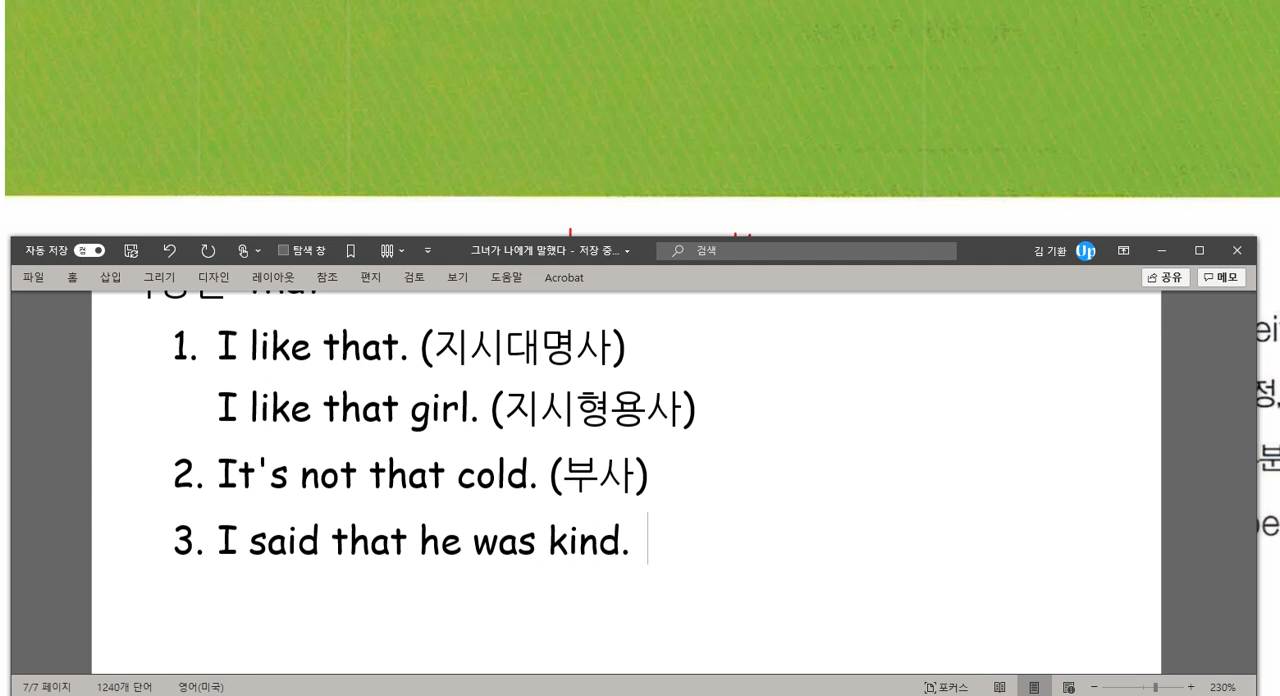 자동 저장
탐색 창
그녀가 나에게 말했다 - 저장 중...
검색
김 기환
Up
파일 홈 삽입 그리기 디자인 레이아웃 참조 편지 검토 보기 도움말 Acrobat
공유 메모
1. I like that. (지시대명사)
I like that girl. (지시형용사)
2. It's not that cold. (부사)
3. I said that he was kind.
7/7 페이지 1240개 단어 영어(미국)
포커스
230%